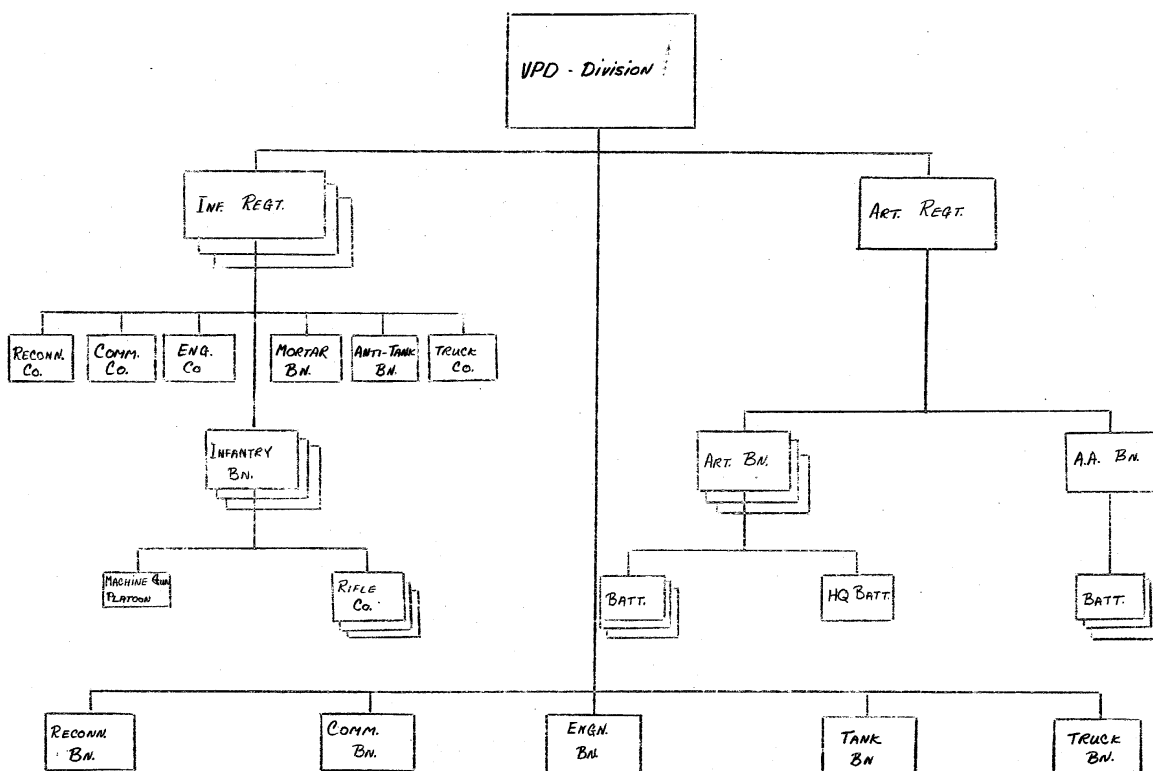 VPD - DIVISION
INF. REGT.
ART. REGT.
RECONN.
CO.
COMM.
CO.
ENG.
CO
MORTAR
BN.
ANTI-TANK
BN.
TRUCK
CO.
INFANTRY
BN.
ART. BN.
A.A. BN.
MACHINE GUN
PLATOON
RIFLE
CO.
BATT.
HQ BATT.
BATT.
RECONN.
BN.
COMM.
BN.
ENGN.
BN.
TANK
BN
TRUCK
BN.